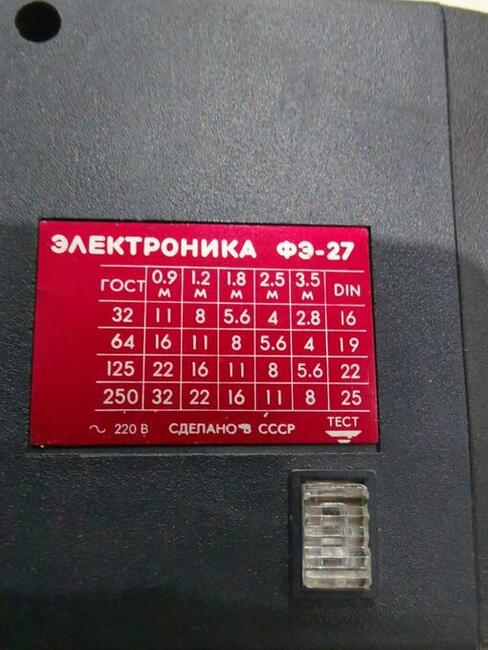 ЭЛЕКТРОНИКА ФЭ-27
ГОСТ 0.9 м 1.2 м 1.8 м 2.5 м 3.5 м DIN
32 11 8 5.6 4 2.8 16
64 16 11 8 5.6 4 19
125 22 16 11 8 5.6 22
250 32 22 16 11 8 25
~ 220 В СДЕЛАНО В СССР ТЕСТ